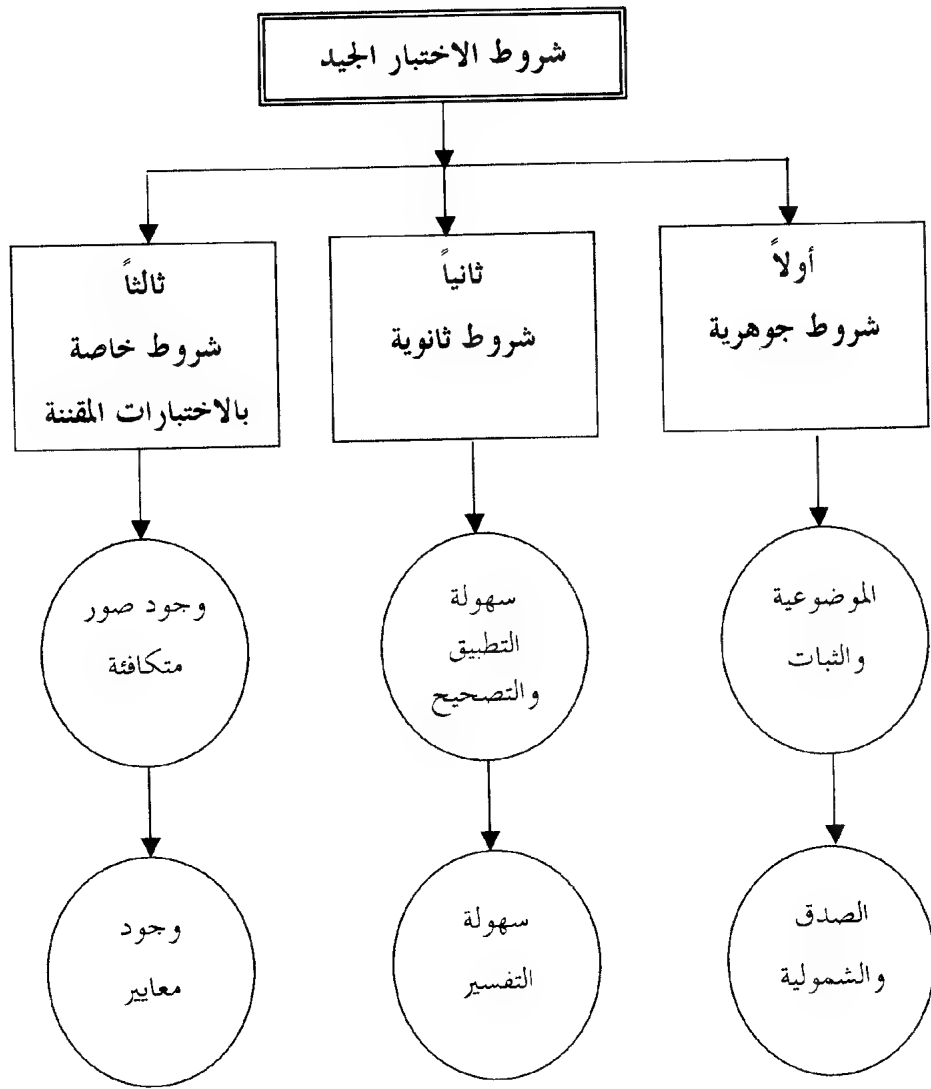 شروط الاختبار الجيد
أولاً
شروط جوهرية
ثانياً
شروط ثانوية
ثالثاً
شروط خاصة
بالاختبارات المقننة
الموضوعية
والثبات
سهولة
التطبيق
والتصحيح
وجود صور
متكافئة
الصدق
والشمولية
سهولة
التفسير
وجود
معايير